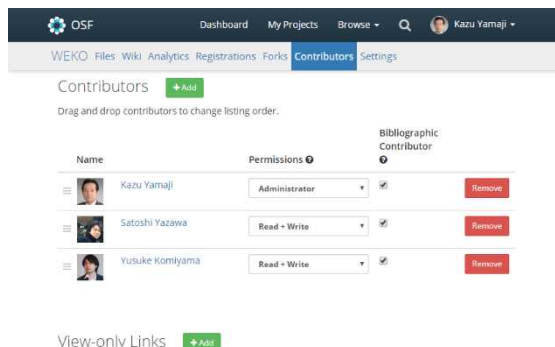 OSF Dashboard My Projects Browse Kazu Yamaji
WEKO Files Wiki Analytics Registrations Forks Contributors Settings
Contributors + Add
Drag and drop contributors to change listing order.
Name Permissions Bibliographic Contributor
Kazu Yamaji Administrator Remove
Satoshi Yazawa Read + Write Remove
Yusuke Komiyama Read + Write Remove
View-only Links + Add